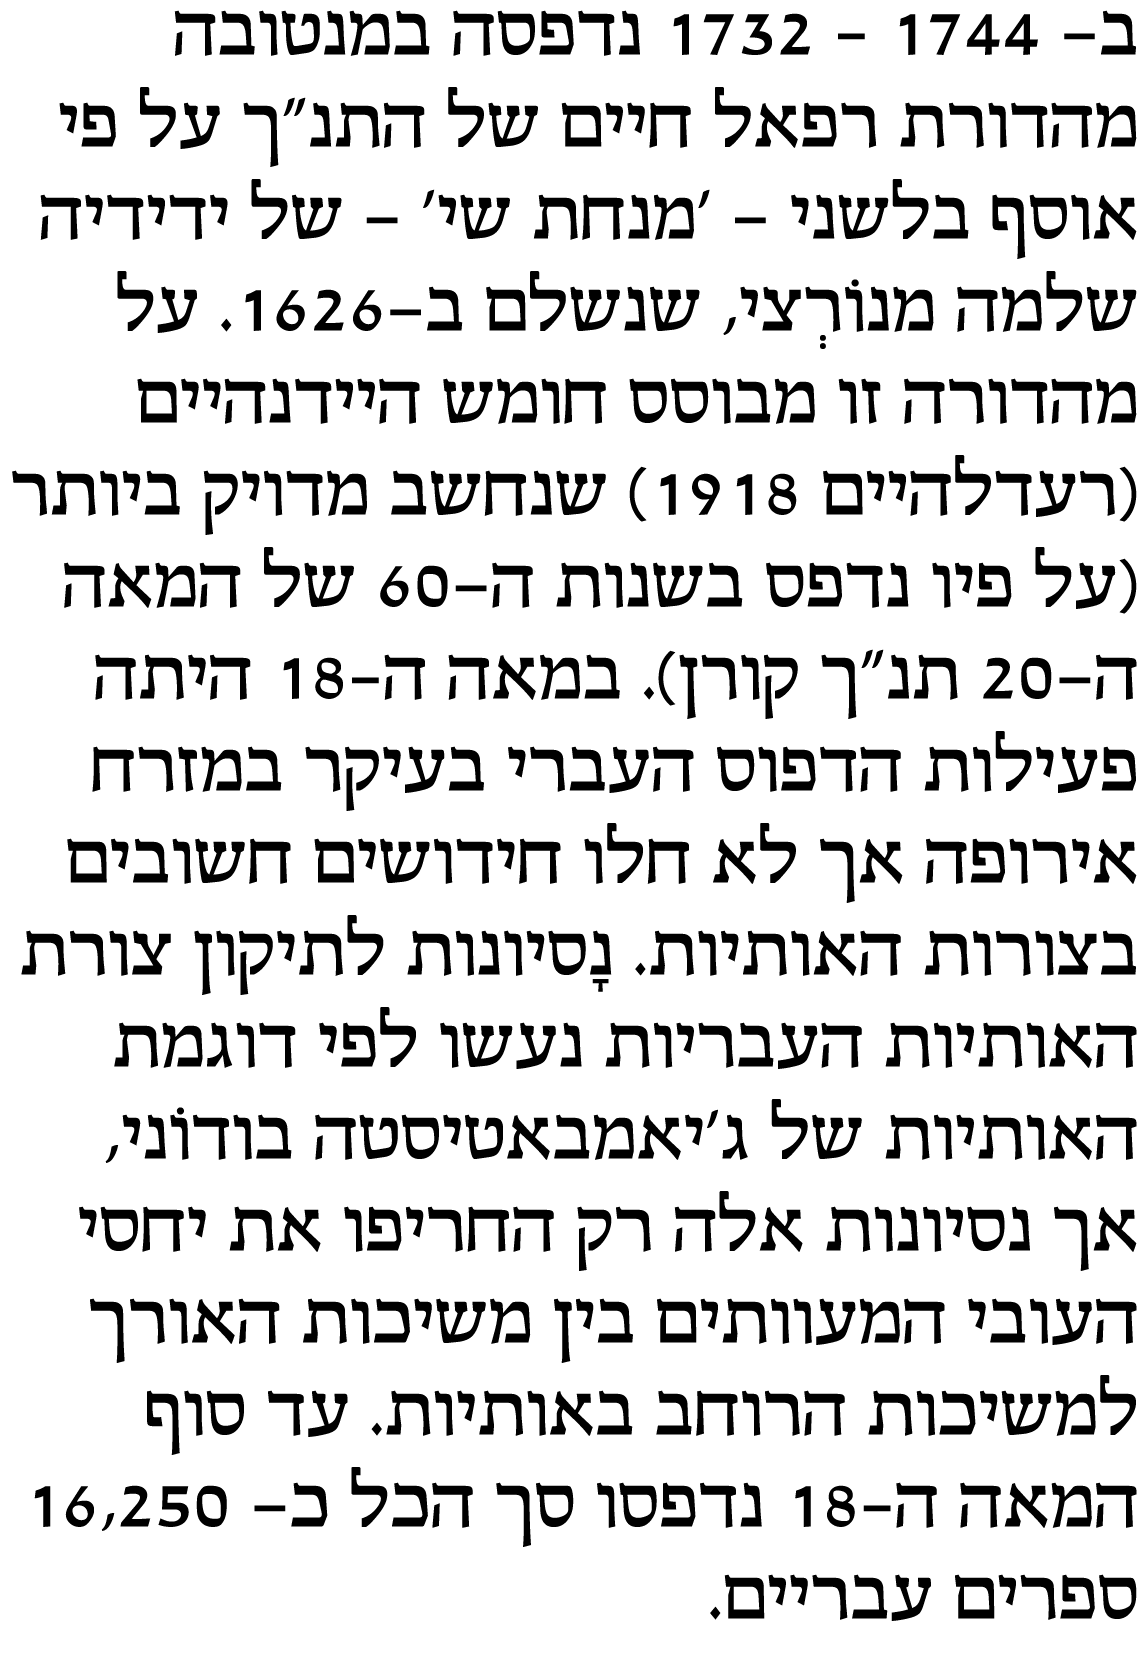 ב– 1744 – 1732 נדפסה במנטובה
מהדורת רפאל חיים של התנ״ך על פי
אוסף בלשני – ׳מנחת שי׳ – של ידידיה
שלמה מנוֹרְצי, שנשלם ב–1626. על
מהדורה זו מבוסס חומש היידנהיים
(רעדלהיים 1918) שנחשב מדויק ביותר
(על פיו נדפס בשנות ה–60 של המאה
ה–20 תנ״ך קורן). במאה ה–18 היתה
פעילות הדפוס העברי בעיקר במזרח
אירופה אך לא חלו חידושים חשובים
בצורות האותיות. נָסיונות לתיקון צורת
האותיות העבריות נעשו לפי דוגמת
האותיות של ג׳יאמבאטיסטה בודוֹני,
אך נסיונות אלה רק החריפו את יחסי
העובי המעוותים בין משיכות האורך
למשיכות הרוחב באותיות. עד סוף
המאה ה–18 נדפסו סך הכל כ– 16,250
ספרים עבריים.